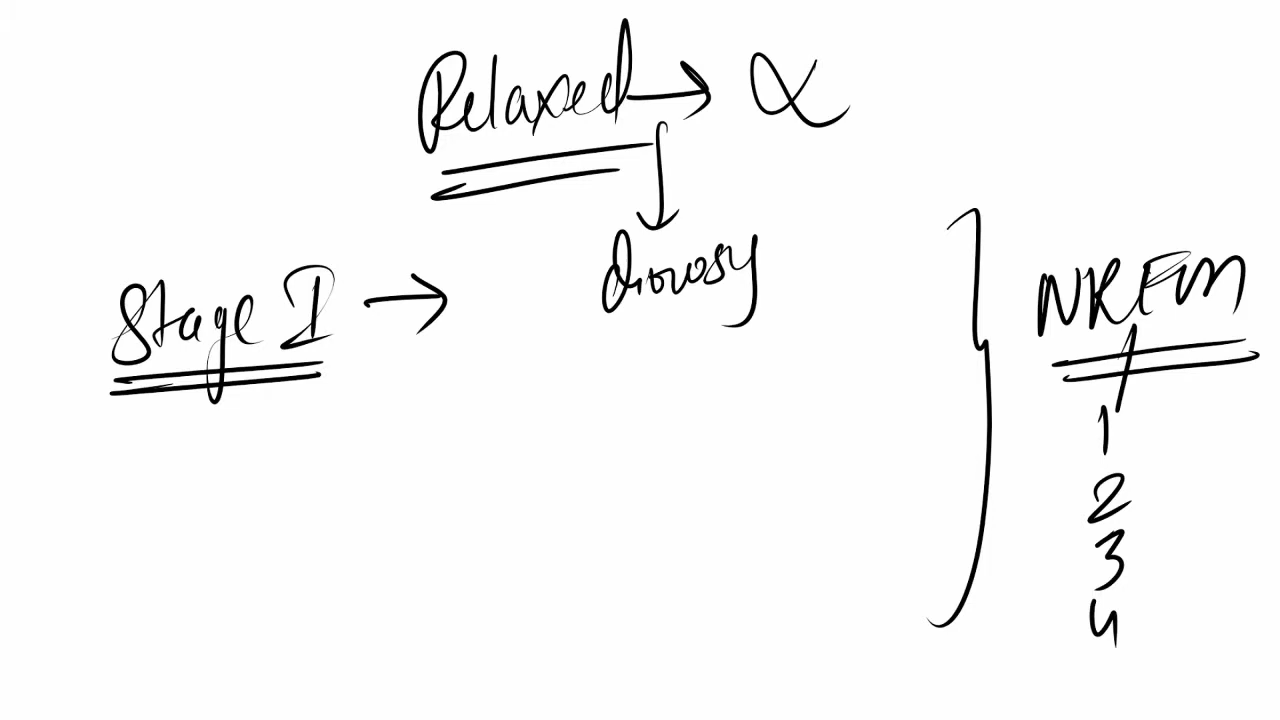 Relaxed → α
↓
drowsy
Stage I →
NREM
1
2
3
4